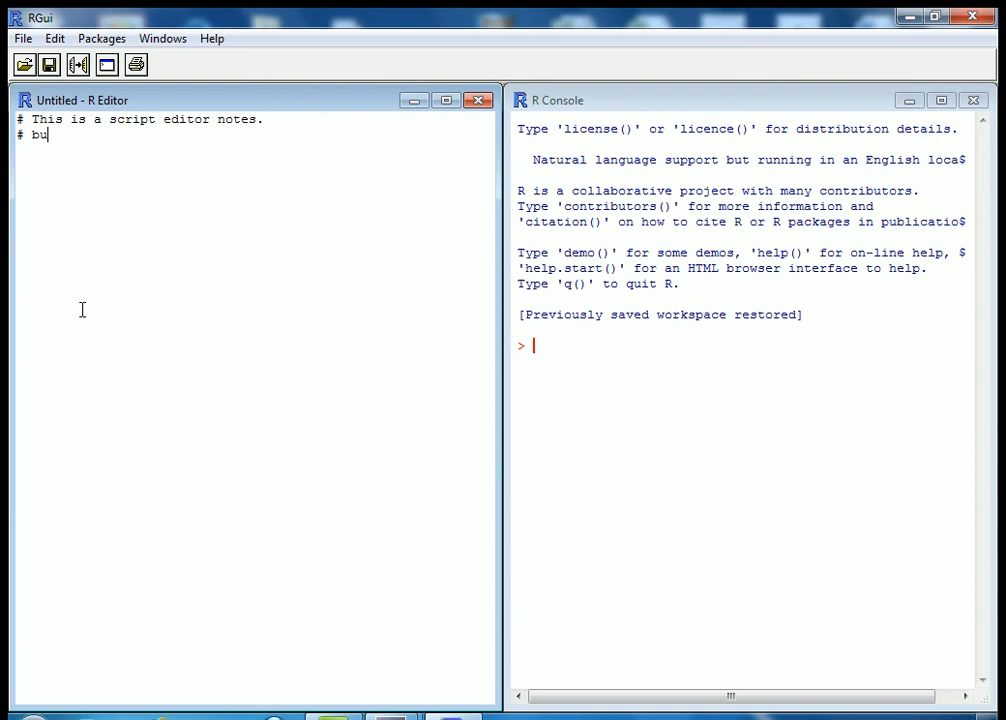 RGui
File Edit Packages Windows Help
Untitled - R Editor
# This is a script editor notes.
# bu
R Console
Type 'license()' or 'licence()' for distribution details.
Natural language support but running in an English loca$
R is a collaborative project with many contributors.
Type 'contributors()' for more information and
'citation()' on how to cite R or R packages in publicatio$
Type 'demo()' for some demos, 'help()' for on-line help, $
'help.start()' for an HTML browser interface to help.
Type 'q()' to quit R.
[Previously saved workspace restored]
>